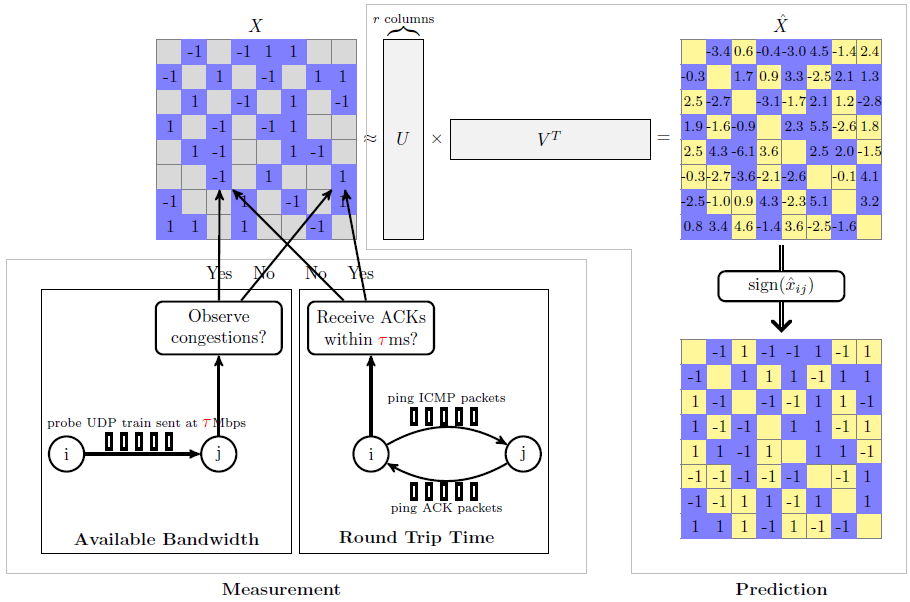 r columns
X
X̂
-1 -1 1 1
-1 1 -1 1 1
1 -1 1 -1
1 -1 -1 1
1 -1 1 -1
-1 1 1
-1 1 -1 1
1 1 1 -1
≈ U × V^T =
-3.4 0.6 -0.4 -3.0 4.5 -1.4 2.4
-0.3 1.7 0.9 3.3 -2.5 2.1 1.3
2.5 -2.7 -3.1 -1.7 2.1 1.2 -2.8
1.9 -1.6 -0.9 2.3 5.5 -2.6 1.8
2.5 4.3 -6.1 3.6 2.5 2.0 -1.5
-0.3 -2.7 -3.6 -2.1 -2.6 -0.1 4.1
-2.5 -1.0 0.9 4.3 -2.3 5.1 3.2
0.8 3.4 4.6 -1.4 3.6 -2.5 -1.6
sign(x̂ij)
-1 1 -1 -1 1 -1 1
-1 1 1 1 -1 1 1
1 -1 -1 -1 1 1 -1
1 -1 -1 1 1 -1 1
1 1 -1 1 1 1 -1
-1 -1 -1 -1 -1 -1 1
-1 -1 1 1 -1 1 1
1 1 1 -1 1 -1 -1
Prediction
Yes No No Yes
Observe
congestions?
probe UDP train sent at τ Mbps
i j
Available Bandwidth
Receive ACKs
within τ ms?
ping ICMP packets
i j
ping ACK packets
Round Trip Time
Measurement